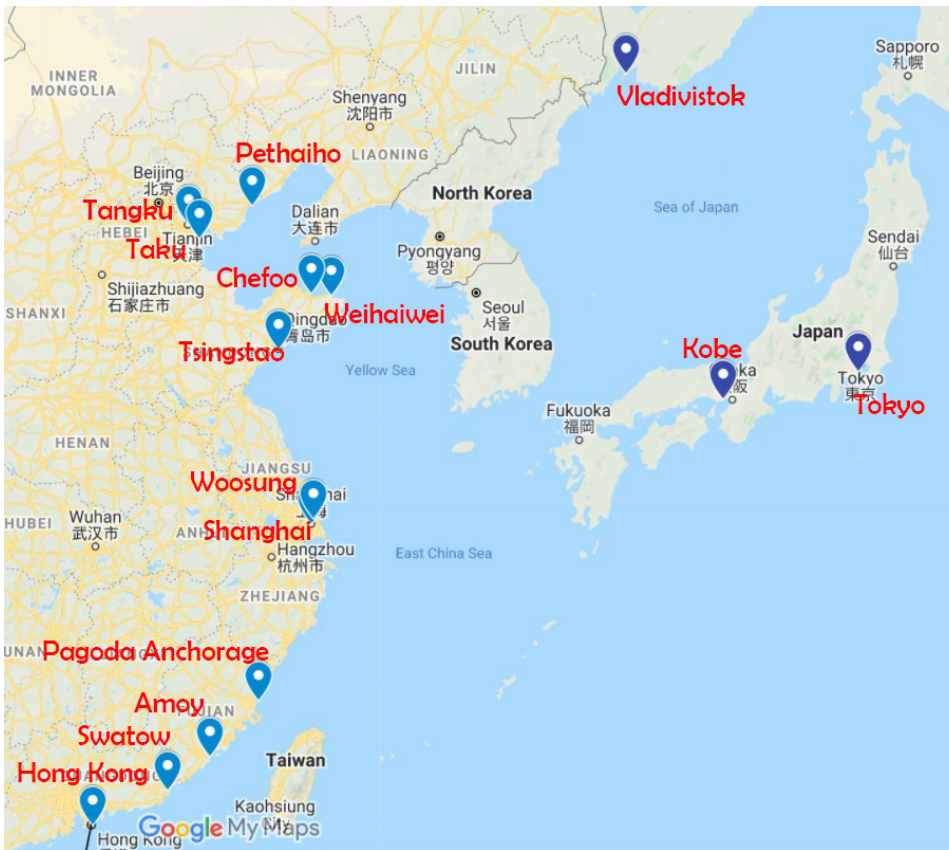 Sapporo
札幌
JILIN
INNER
MONGOLIA
Vladivistok
Shenyang
沈阳市
Pethaiho
LIAONING
Beijing
北京
North Korea
Tangku
Dalian
大连市
Sea of Japan
HEBEI
Taku
Sendai
仙台
Pyongyang
평양
Chefoo
Shijiazhuang
石家庄市
SHANXI
Weihaiwei
Seoul
서울
South Korea
Japan
Tsingstao
Kobe
Yellow Sea
Tokyo
東京
Tokyo
Fukuoka
福岡
HENAN
JIANGSU
Woosung
HUBEI
Wuhan
武汉市
Shanghai
Hangzhou
杭州市
East China Sea
ZHEJIANG
Pagoda Anchorage
Amoy
FUJIAN
Swatow
Taiwan
Hong Kong
Kaohsiung
Google My Maps
Hong Kong